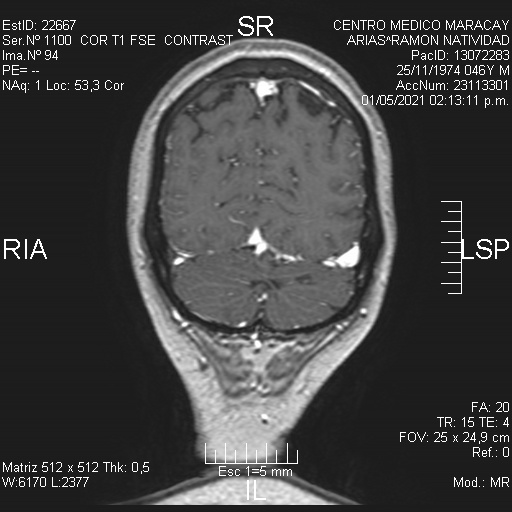 EstID: 22667
Ser.Nº 1100 COR T1 FSE CONTRAST
Ima.Nº 94
PE= --
NAq: 1 Loc: 53,3 Cor
SR
CENTRO MEDICO MARACAY
ARIAS^RAMON NATIVIDAD
PacID: 13072283
25/11/1974 046Y M
AccNum: 23113301
01/05/2021 02:13:11 p.m.
RIA
LSP
FA: 20
TR: 15 TE: 4
FOV: 25 x 24,9 cm
Ref.: 0
Matriz 512 x 512 Thk: 0,5
W:6170 L:2377
Esc 1=5 mm
IL
Mod.: MR